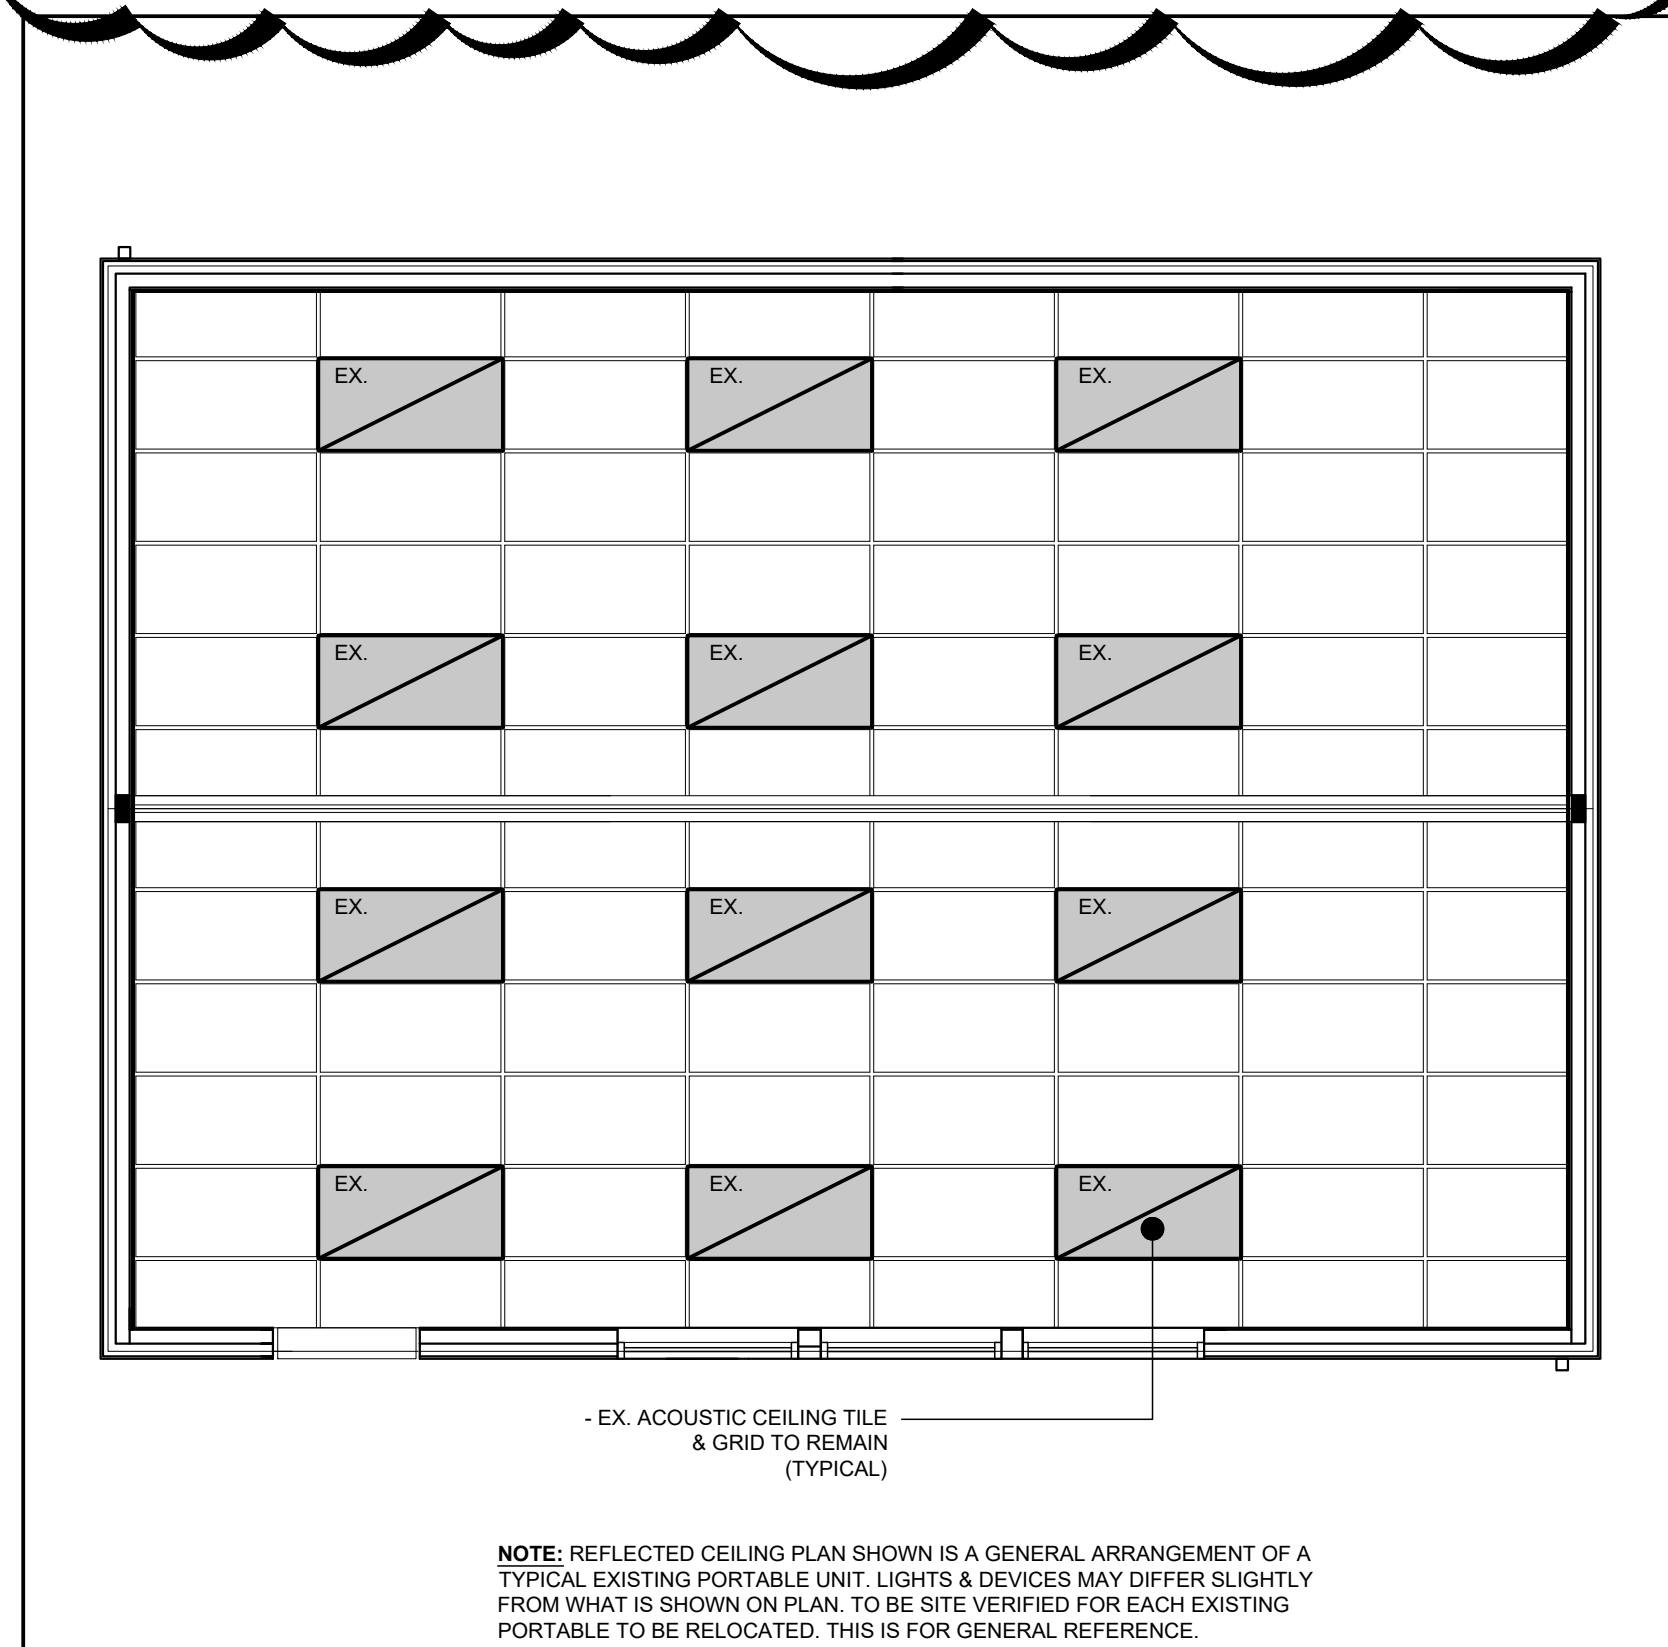 EX. EX. EX.
EX. EX. EX.
EX. EX. EX.
EX. EX. EX.
- EX. ACOUSTIC CEILING TILE
& GRID TO REMAIN
(TYPICAL)
NOTE: REFLECTED CEILING PLAN SHOWN IS A GENERAL ARRANGEMENT OF A
TYPICAL EXISTING PORTABLE UNIT. LIGHTS & DEVICES MAY DIFFER SLIGHTLY
FROM WHAT IS SHOWN ON PLAN. TO BE SITE VERIFIED FOR EACH EXISTING
PORTABLE TO BE RELOCATED. THIS IS FOR GENERAL REFERENCE.